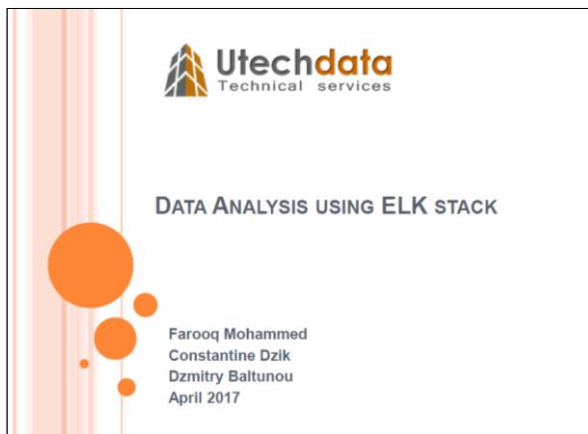 Utechdata
Technical services
DATA ANALYSIS USING ELK STACK
Farooq Mohammed
Constantine Dzik
Dzmitry Baltunou
April 2017